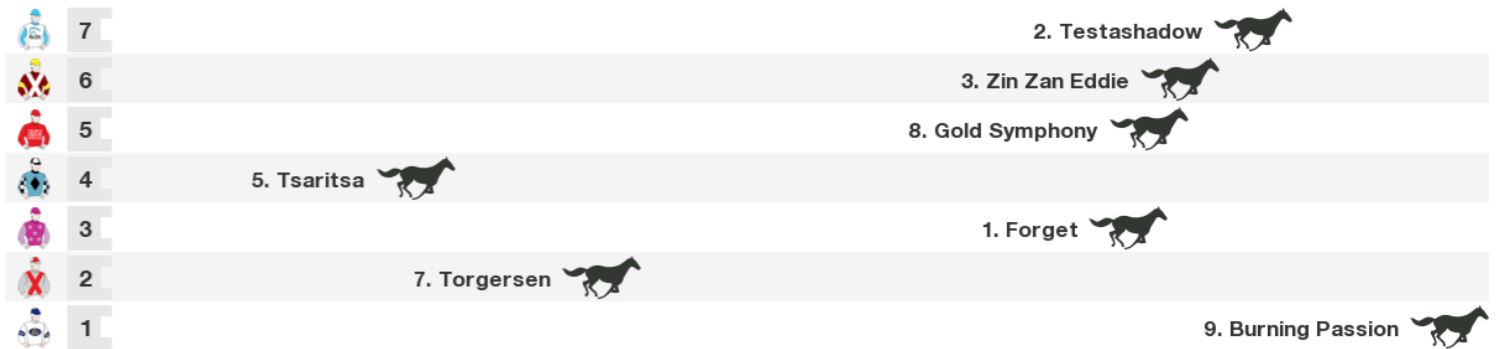 7 2. Testashadow
6 3. Zin Zan Eddie
5 8. Gold Symphony
4 5. Tsaritsa
3 1. Forget
2 7. Torgersen
1 9. Burning Passion